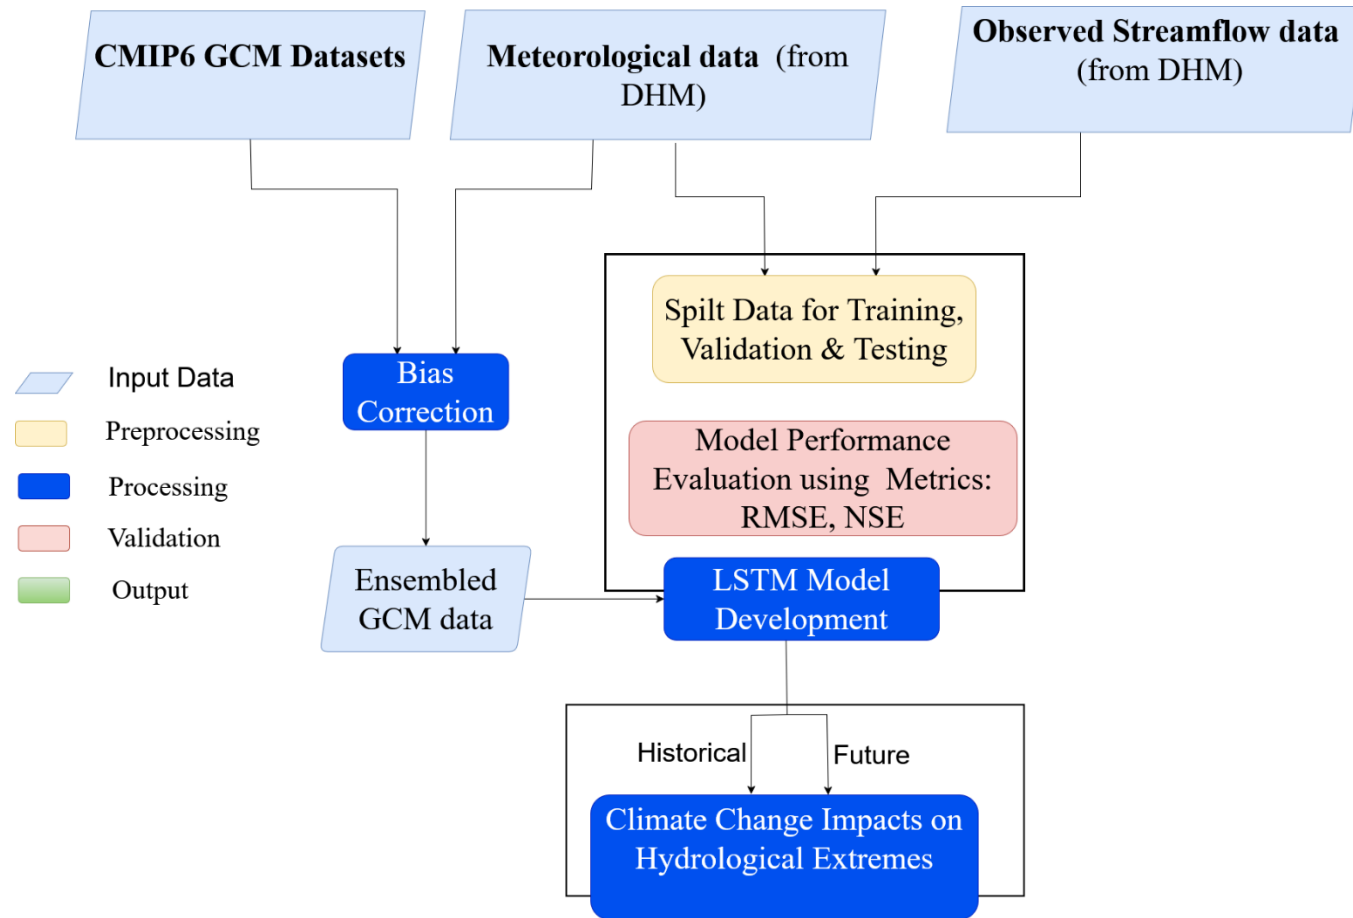 CMIP6 GCM Datasets
Meteorological data (from
DHM)
Observed Streamflow data
(from DHM)
Spilt Data for Training,
Validation & Testing
Bias
Correction
Input Data
Preprocessing
Processing
Validation
Output
Model Performance
Evaluation using Metrics:
RMSE, NSE
Ensembled
GCM data
LSTM Model
Development
Historical
Future
Climate Change Impacts on
Hydrological Extremes